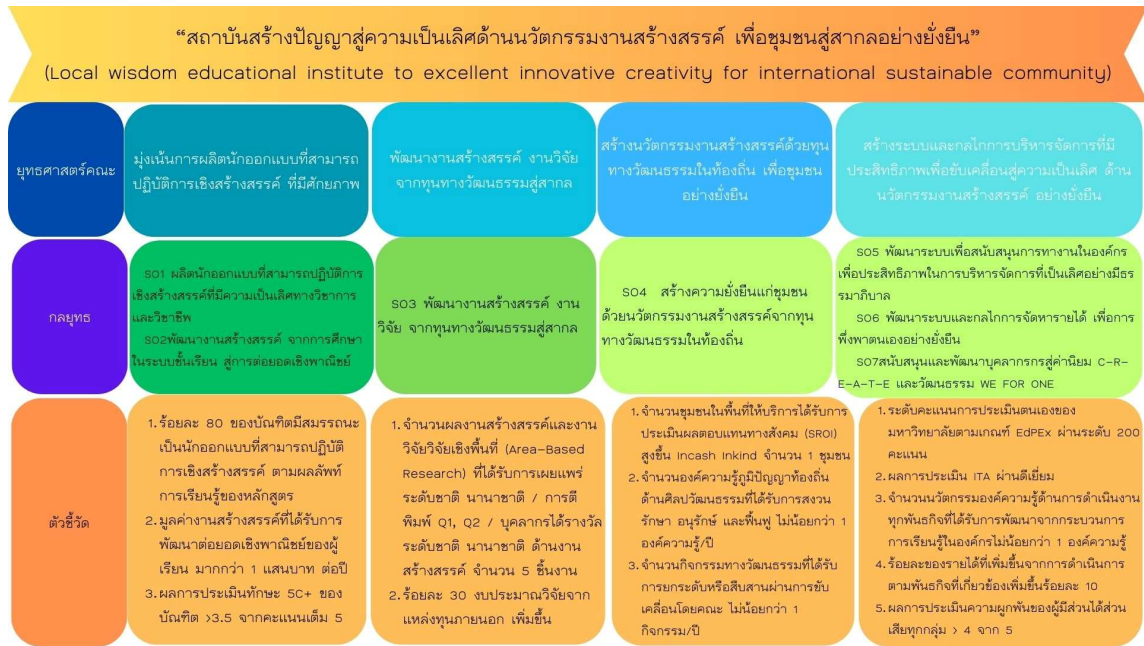 “สถาบันสร้างปัญญาสู่ความเป็นเลิศด้านนวัตกรรมงานสร้างสรรค์ เพื่อชุมชนสู่สากลอย่างยั่งยืน”
(Local wisdom educational institute to excellent innovative creativity for international sustainable community)
ยุทธศาสตร์คณะ
มุ่งเน้นการผลิตนักออกแบบที่สามารถ
ปฏิบัติการเชิงสร้างสรรค์ ที่มีศักยภาพ
พัฒนางานสร้างสรรค์ งานวิจัย
จากทุนทางวัฒนธรรมสู่สากล
สร้างนวัตกรรมงานสร้างสรรค์ด้วยทุน
ทางวัฒนธรรมในท้องถิ่น เพื่อชุมชน
อย่างยั่งยืน
สร้างระบบและกลไกการบริหารจัดการที่มี
ประสิทธิภาพเพื่อขับเคลื่อนสู่ความเป็นเลิศ ด้าน
นวัตกรรมงานสร้างสรรค์ อย่างยั่งยืน
กลยุทธ
SO1 ผลิตนักออกแบบที่สามารถปฏิบัติการ
เชิงสร้างสรรค์ที่มีความเป็นเลิศทางวิชาการ
และวิชาชีพ
SO2พัฒนางานสร้างสรรค์ จากการศึกษา
ในระบบชั้นเรียน สู่การต่อยอดเชิงพาณิชย์
SO3 พัฒนางานสร้างสรรค์ งาน
วิจัย จากทุนทางวัฒนธรรมสู่สากล
SO4 สร้างความยั่งยืนแก่ชุมชน
ด้วยนวัตกรรมงานสร้างสรรค์จากทุน
ทางวัฒนธรรมในท้องถิ่น
SO5 พัฒนาระบบเพื่อสนับสนุนการทางานในองค์กร
เพื่อประสิทธิภาพในการบริหารจัดการที่เป็นเลิศอย่างมีธร
รมาภิบาล
SO6 พัฒนาระบบและกลไกการจัดหารายได้ เพื่อการ
พึ่งพาตนเองอย่างยั่งยืน
SO7สนับสนุนและพัฒนาบุคลากรกรสู่ค่านิยม C-R-
E-A-T-E และวัฒนธรรม WE FOR ONE
ตัวชี้วัด
1.ร้อยละ 80 ของบัณฑิตมีสมรรถนะ
เป็นนักออกแบบที่สามารถปฏิบัติ
การเชิงสร้างสรรค์ ตามผลลัพท์
การเรียนรู้ของหลักสูตร
2.มูลค่างานสร้างสรรค์ที่ได้รับการ
พัฒนาต่อยอดเชิงพาณิชย์ของผู้
เรียน มากกว่า 1 แสนบาท ต่อปี
3.ผลการประเมินทักษะ 5C+ ของ
บัณฑิต >3.5 จากคะแนนเต็ม 5
1.จำนวนผลงานสร้างสรรค์และงาน
วิจัยวิจัยเชิงพื้นที่ (Area-Based
Research) ที่ได้รับการเผยแพร่
ระดับชาติ นานาชาติ / การตี
พิมพ์ Q1, Q2 / บุคลากรได้รางวัล
ระดับชาติ นานาชาติ ด้านงาน
สร้างสรรค์ จำนวน 5 ชิ้นงาน
2.ร้อยละ 30 งบประมาณวิจัยจาก
แหล่งทุนภายนอก เพิ่มขึ้น
1.จำนวนชุมชนในพื้นที่ให้บริการได้รับการ
ประเมินผลตอบแทนทางสังคม (SROI)
สูงขึ้น Incash Inkind จำนวน 1 ชุมชน
2.จำนวนองค์ความรู้ภูมิปัญญาท้องถิ่น
ด้านศิลปวัฒนธรรมที่ได้รับการสงวน
รักษา อนุรักษ์ และฟื้นฟู ไม่น้อยกว่า 1
องค์ความรู้/ปี
3.จำนวนกิจกรรมทางวัฒนธรรมที่ได้รับ
การยกระดับหรือสืบสานผ่านการขับ
เคลื่อนโดยคณะ ไม่น้อยกว่า 1
กิจกรรม/ปี
1.ระดับคะแนนการประเมินตนเองของ
มหาวิทยาลัยตามเกณฑ์ EdPEx ผ่านระดับ 200
คะแนน
2.ผลการประเมิน ITA ผ่านดีเยี่ยม
3.จำนวนนวัตกรรมองค์ความรู้ด้านการดำเนินงาน
ทุกพันธกิจที่ได้รับการพัฒนาจากกระบวนการ
การเรียนรู้ในองค์กรไม่น้อยกว่า 1 องค์ความรู้
4.ร้อยละของรายได้ที่เพิ่มขึ้นจากการดำเนินการ
ตามพันธกิจที่เกี่ยวข้องเพิ่มขึ้นร้อยละ 10
5.ผลการประเมินความผูกพันของผู้มีส่วนได้ส่วน
เสียทุกกลุ่ม > 4 จาก 5